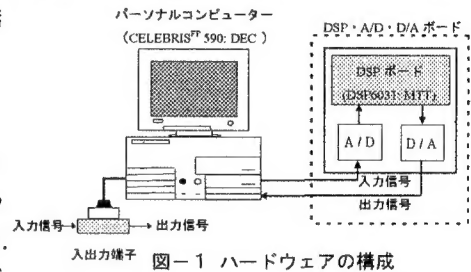 パーソナルコンピューター
(CELEBRIS FT 590: DEC )
DSP・A/D・D/A ボード
DSP ボード
(DSP6031: MTT)
A / D
D / A
入力信号
出力信号
入力信号
出力信号
入出力端子
図－1 ハードウェアの構成